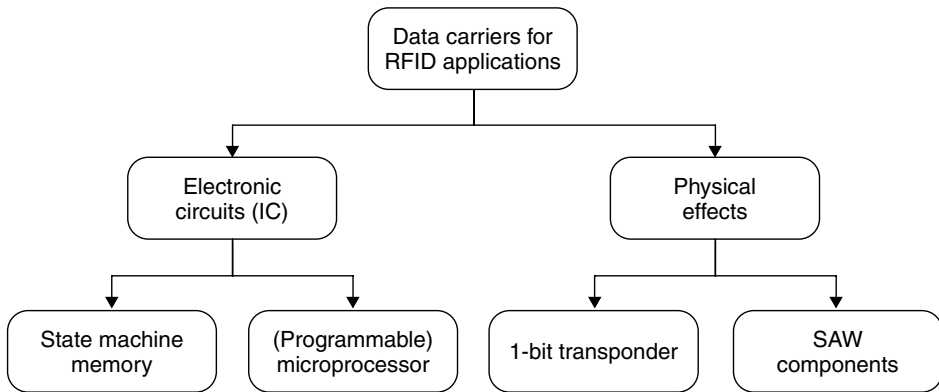 Data carriers for
RFID applications
Electronic
circuits (IC)
Physical
effects
State machine
memory
(Programmable)
microprocessor
1-bit transponder
SAW
components